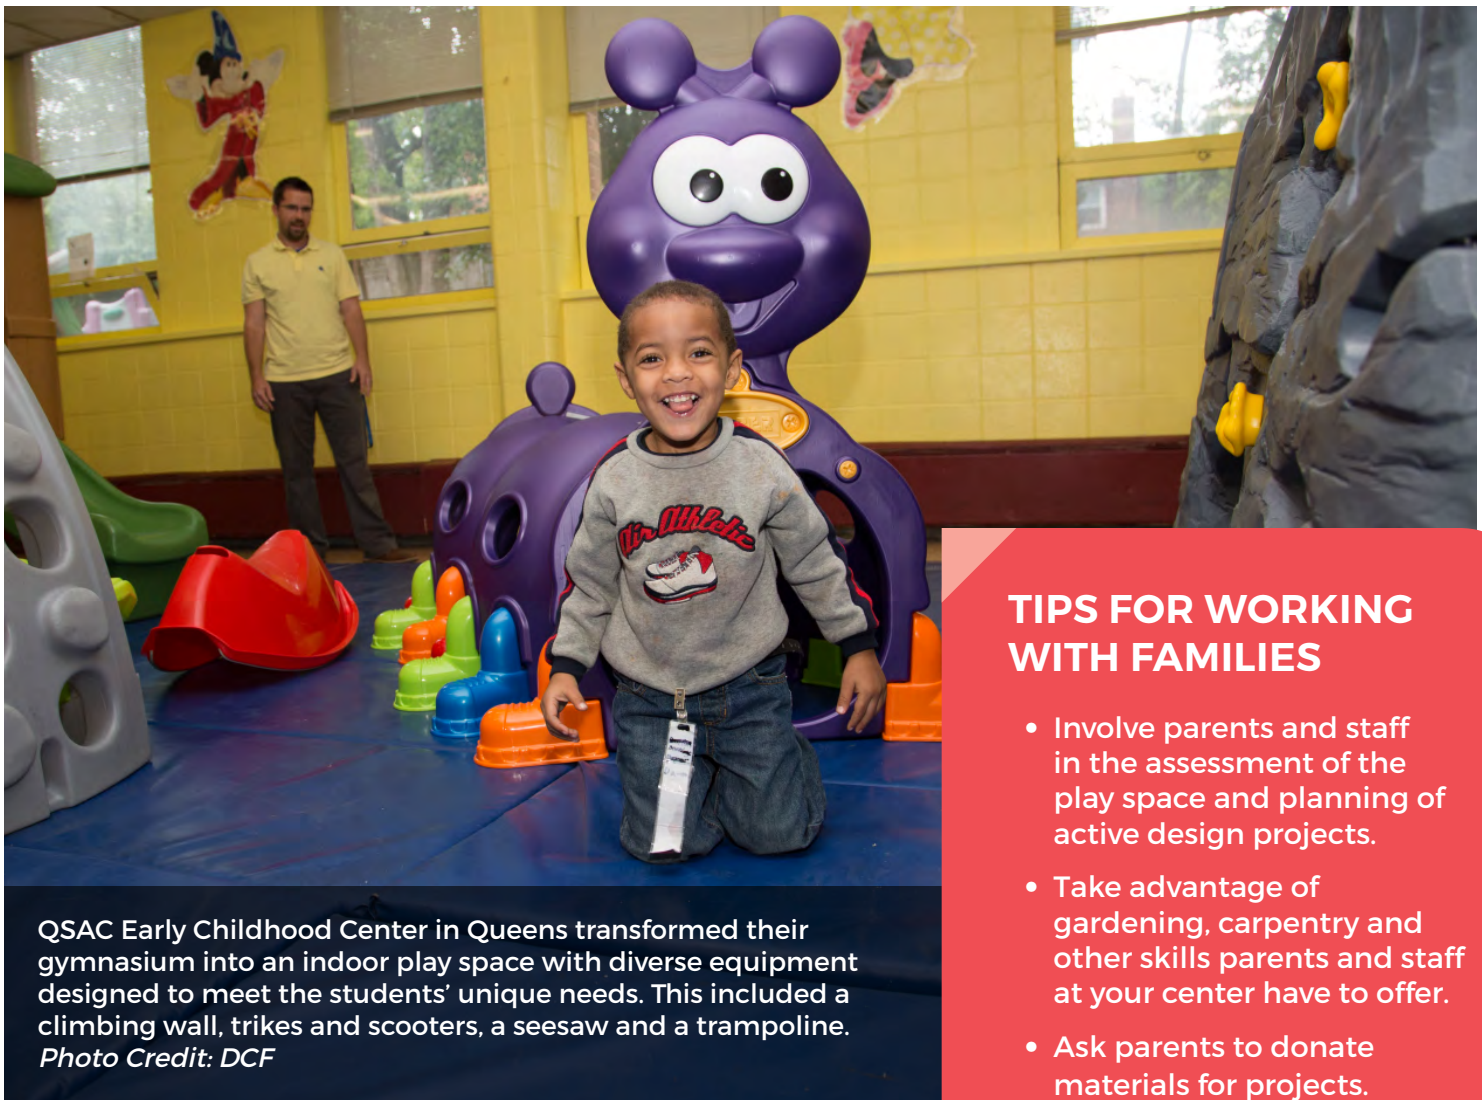 Air Athletic
QSAC Early Childhood Center in Queens transformed their
gymnasium into an indoor play space with diverse equipment
designed to meet the students’ unique needs. This included a
climbing wall, trikes and scooters, a seesaw and a trampoline.
Photo Credit: DCF
TIPS FOR WORKING
WITH FAMILIES
• Involve parents and staff
in the assessment of the
play space and planning of
active design projects.
• Take advantage of
gardening, carpentry and
other skills parents and staff
at your center have to offer.
• Ask parents to donate
materials for projects.